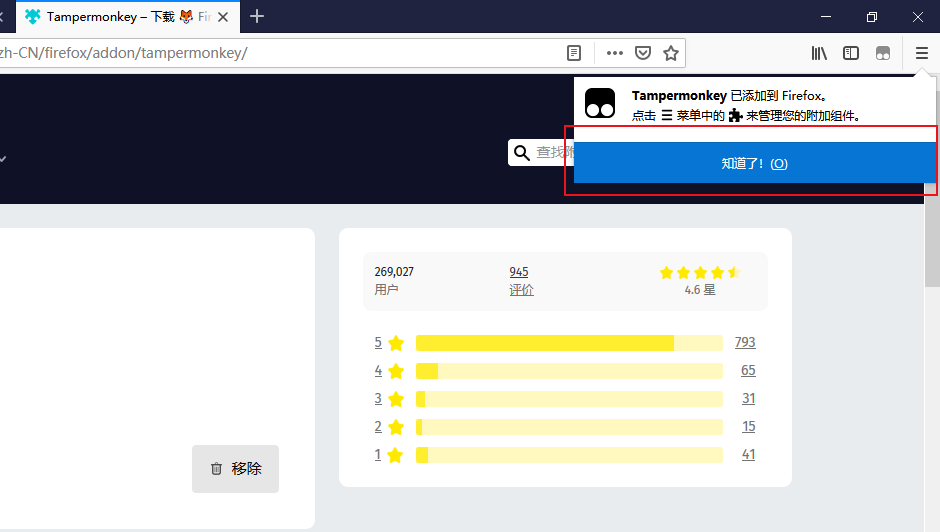 Tampermonkey – 下载 🦊 Fir
zh-CN/firefox/addon/tampermonkey/
Tampermonkey 已添加到 Firefox。
点击 ☰ 菜单中的 来管理您的附加组件。
查找附
知道了！(O)
269,027
用户
945
评价
4.6 星
5 793
4 65
3 31
2 15
1 41
移除